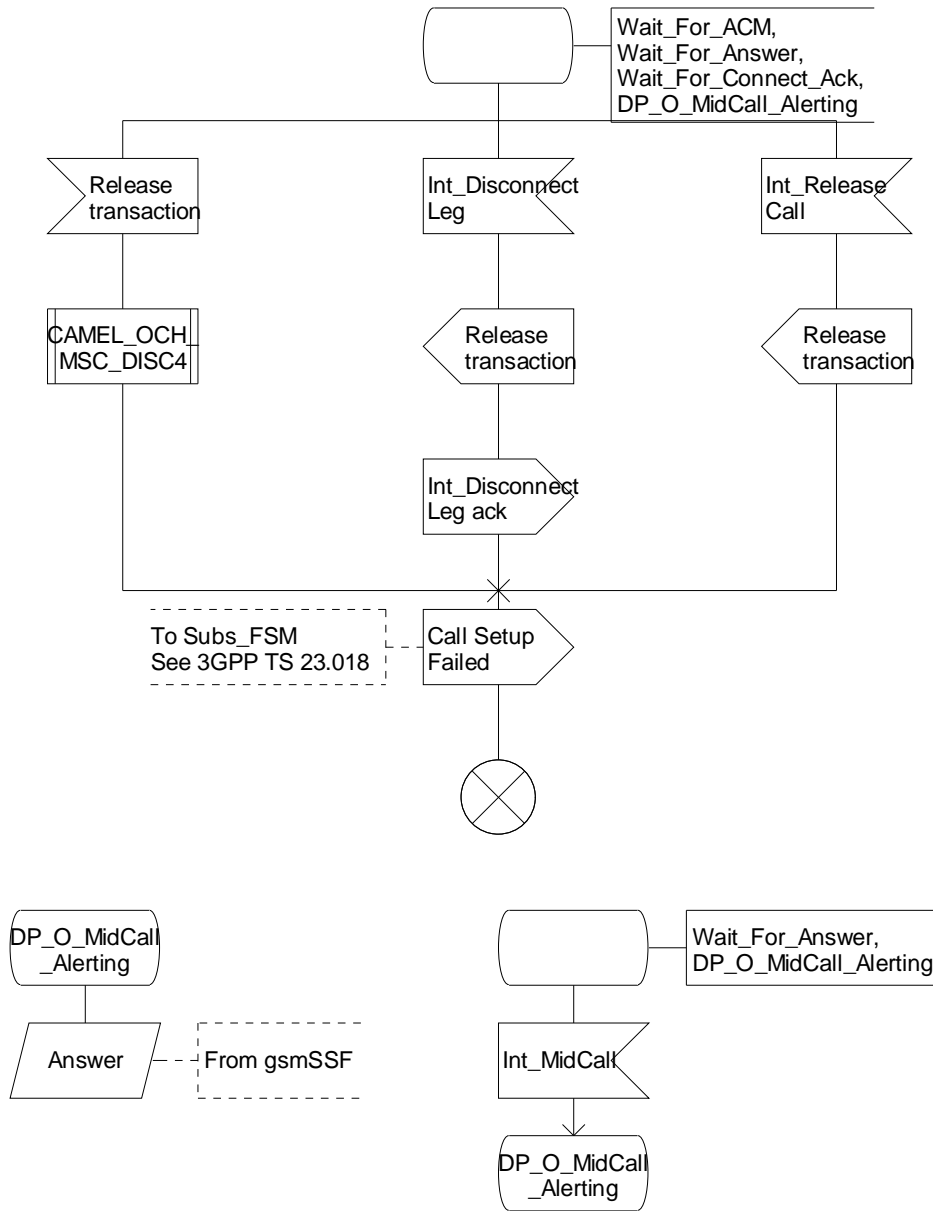 Wait_For_ACM,
Wait_For_Answer,
Wait_For_Connect_Ack,
DP_O_MidCall_Alerting
Release
transaction
Int_Disconnect
Leg
Int_Release
Call
CAMEL_OCH_
MSC_DISC4
Release
transaction
Release
transaction
Int_Disconnect
Leg ack
To Subs_FSM
See 3GPP TS 23.018
Call Setup
Failed
DP_O_MidCall
_Alerting
Wait_For_Answer,
DP_O_MidCall_Alerting
Answer
From gsmSSF
Int_MidCall
DP_O_MidCall
_Alerting